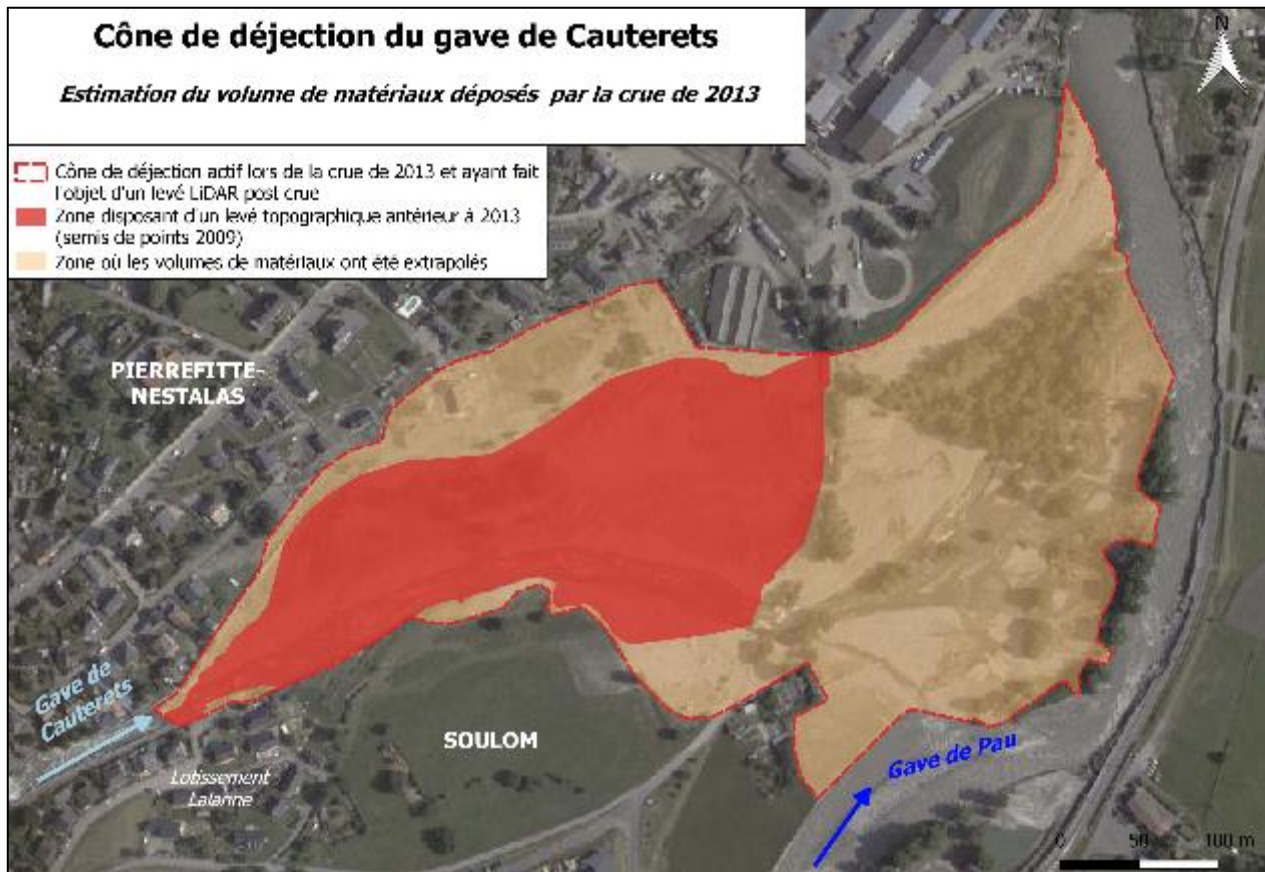 Cône de déjection du gave de Cauterets
Estimation du volume de matériaux déposés par la crue de 2013
N
Cône de déjection actif lors de la crue de 2013 et ayant fait
l'objet d'un levé LiDAR post crue
Zone disposant d'un levé topographique antérieur à 2013
(semis de points 2009)
Zone où les volumes de matériaux ont été extrapolés
PIERREFITTE-
NESTALAS
Gave de
Cauterets
SOULOM
Lotissement
Lalanne
Gave de Pau
0 50 100 m